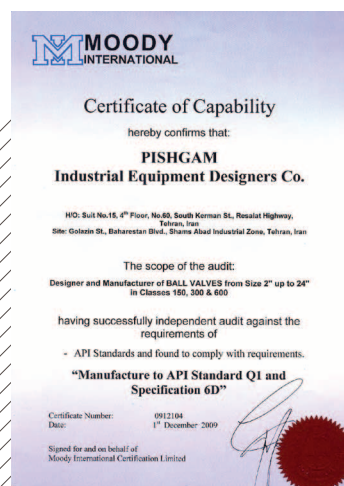 MOODY
INTERNATIONAL
Certificate of Capability
hereby confirms that:
PISHGAM
Industrial Equipment Designers Co.
H/O: Suit No.15, 4th Floor, No.60, South Kerman St., Resalat Highway,
Tehran, Iran
Site: Golazin St., Baharestan Blvd., Shams Abad Industrial Zone, Tehran, Iran
The scope of the audit:
Designer and Manufacturer of BALL VALVES from Size 2" up to 24"
in Classes 150, 300 & 600
having successfully independent audit against the
requirements of
- API Standards and found to comply with requirements.
“Manufacture to API Standard Q1 and
Specification 6D”
Certificate Number: 0912104
Date: 1st December 2009
Signed for and on behalf of
Moody International Certification Limited